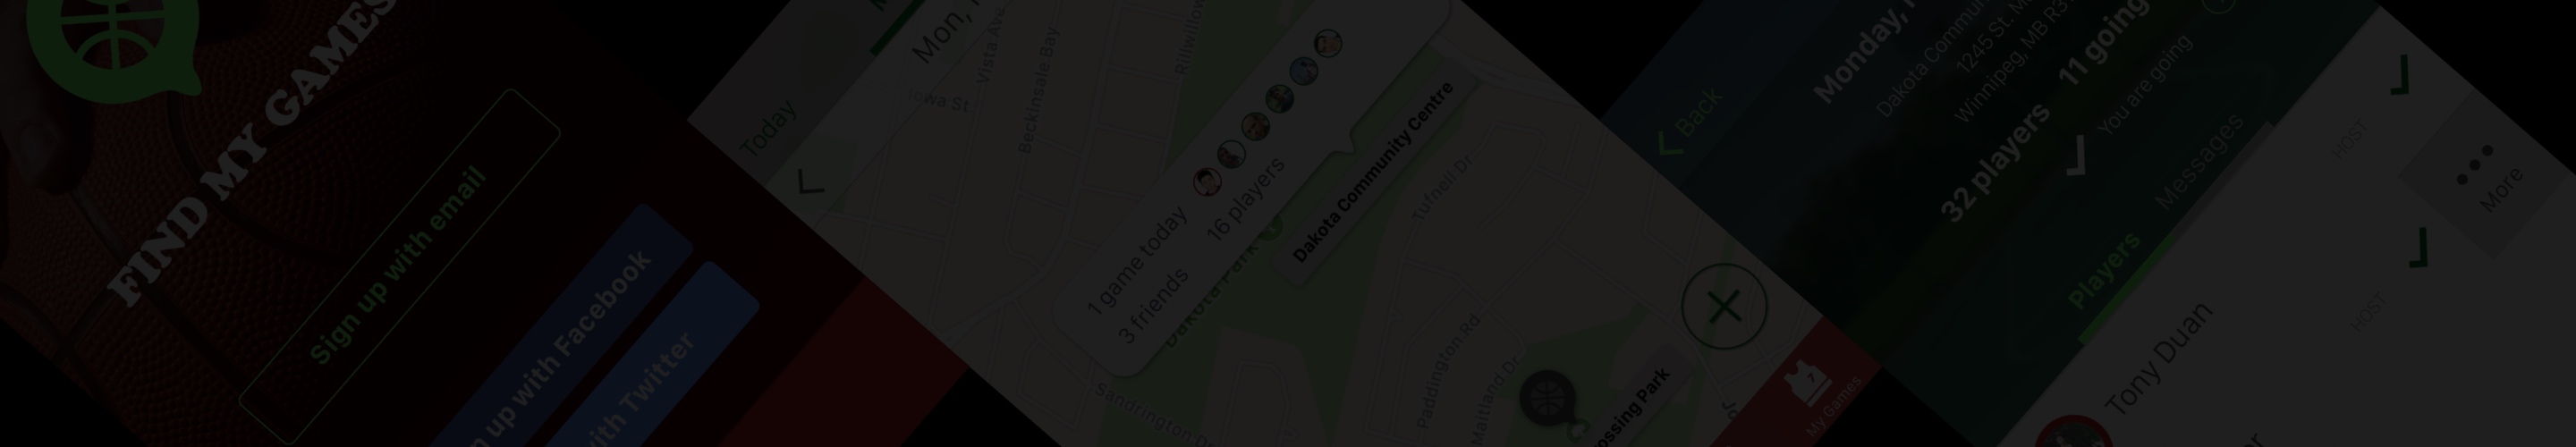 FIND MY GAMES
Sign up with email
up with Facebook
with Twitter
Today
Mon,
Vista Ave
Iowa St
Beckinsale Bay
Rillwillow
1 game today
16 players
3 friends
Dakota Park
Dakota Community Centre
Tufnell Dr
Paddington Rd
Maitland Dr
Sandrington Dr
Park
7
My Games
Back
Monday,
Dakota
1245 St.
Winnipeg, MB
32 players
11 going
You are going
Players
Messages
HOST
More
Tony Duan
HOST